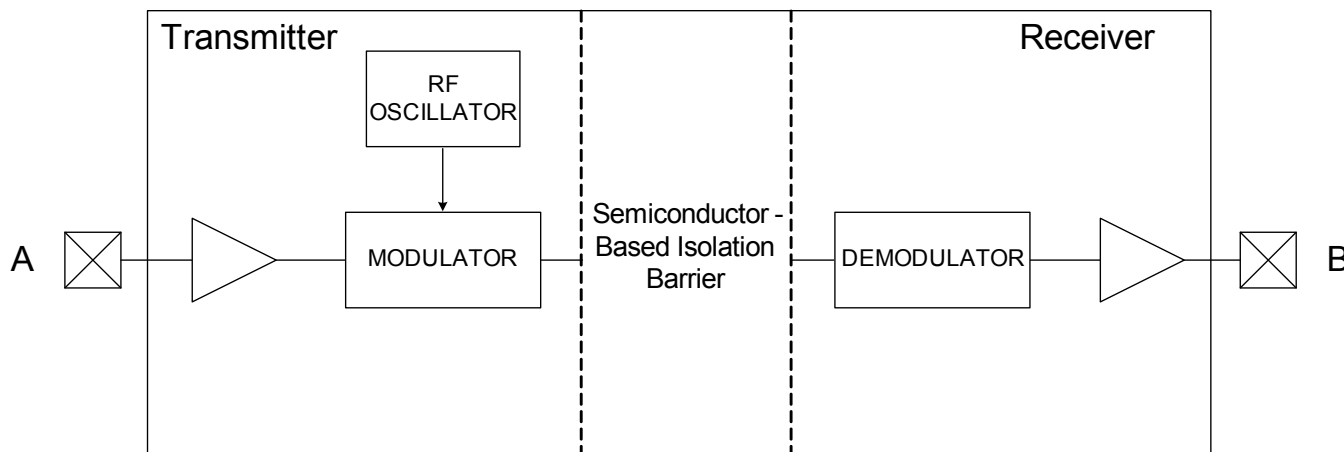 Transmitter
Receiver
RF
OSCILLATOR
A
MODULATOR
Semiconductor -
Based Isolation
Barrier
DEMODULATOR
B